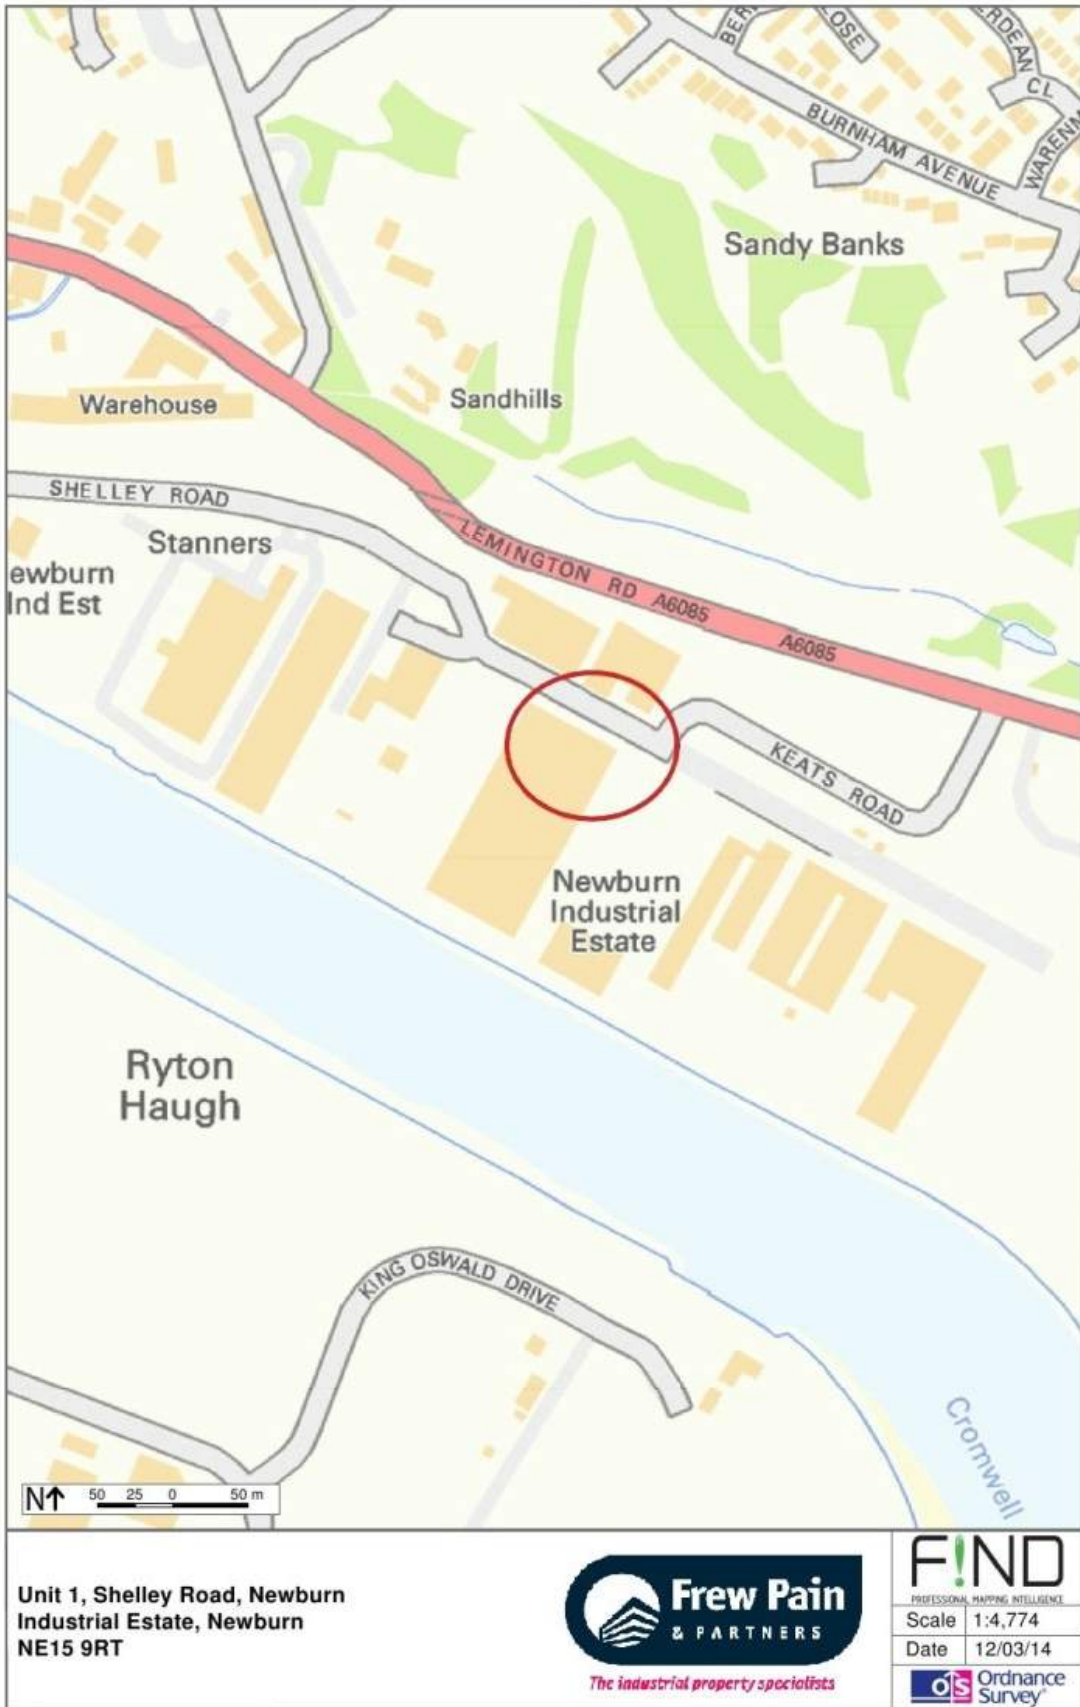 BURNHAM AVENUE
CL
Sandy Banks
Warehouse
Sandhills
SHELLEY ROAD
Stanners
LEMINGTON RD A6085
A6085
ewburn
Ind Est
KEATS ROAD
Newburn
Industrial
Estate
Ryton
Haugh
KING OSWALD DRIVE
Cromwell
N
50 25 0 50 m
Unit 1, Shelley Road, Newburn
Industrial Estate, Newburn
NE15 9RT
Frew Pain
& PARTNERS
The industrial property specialists
F!ND
PROFESSIONAL MAPPING INTELLIGENCE
Scale 1:4,774
Date 12/03/14
OS Ordnance
Survey